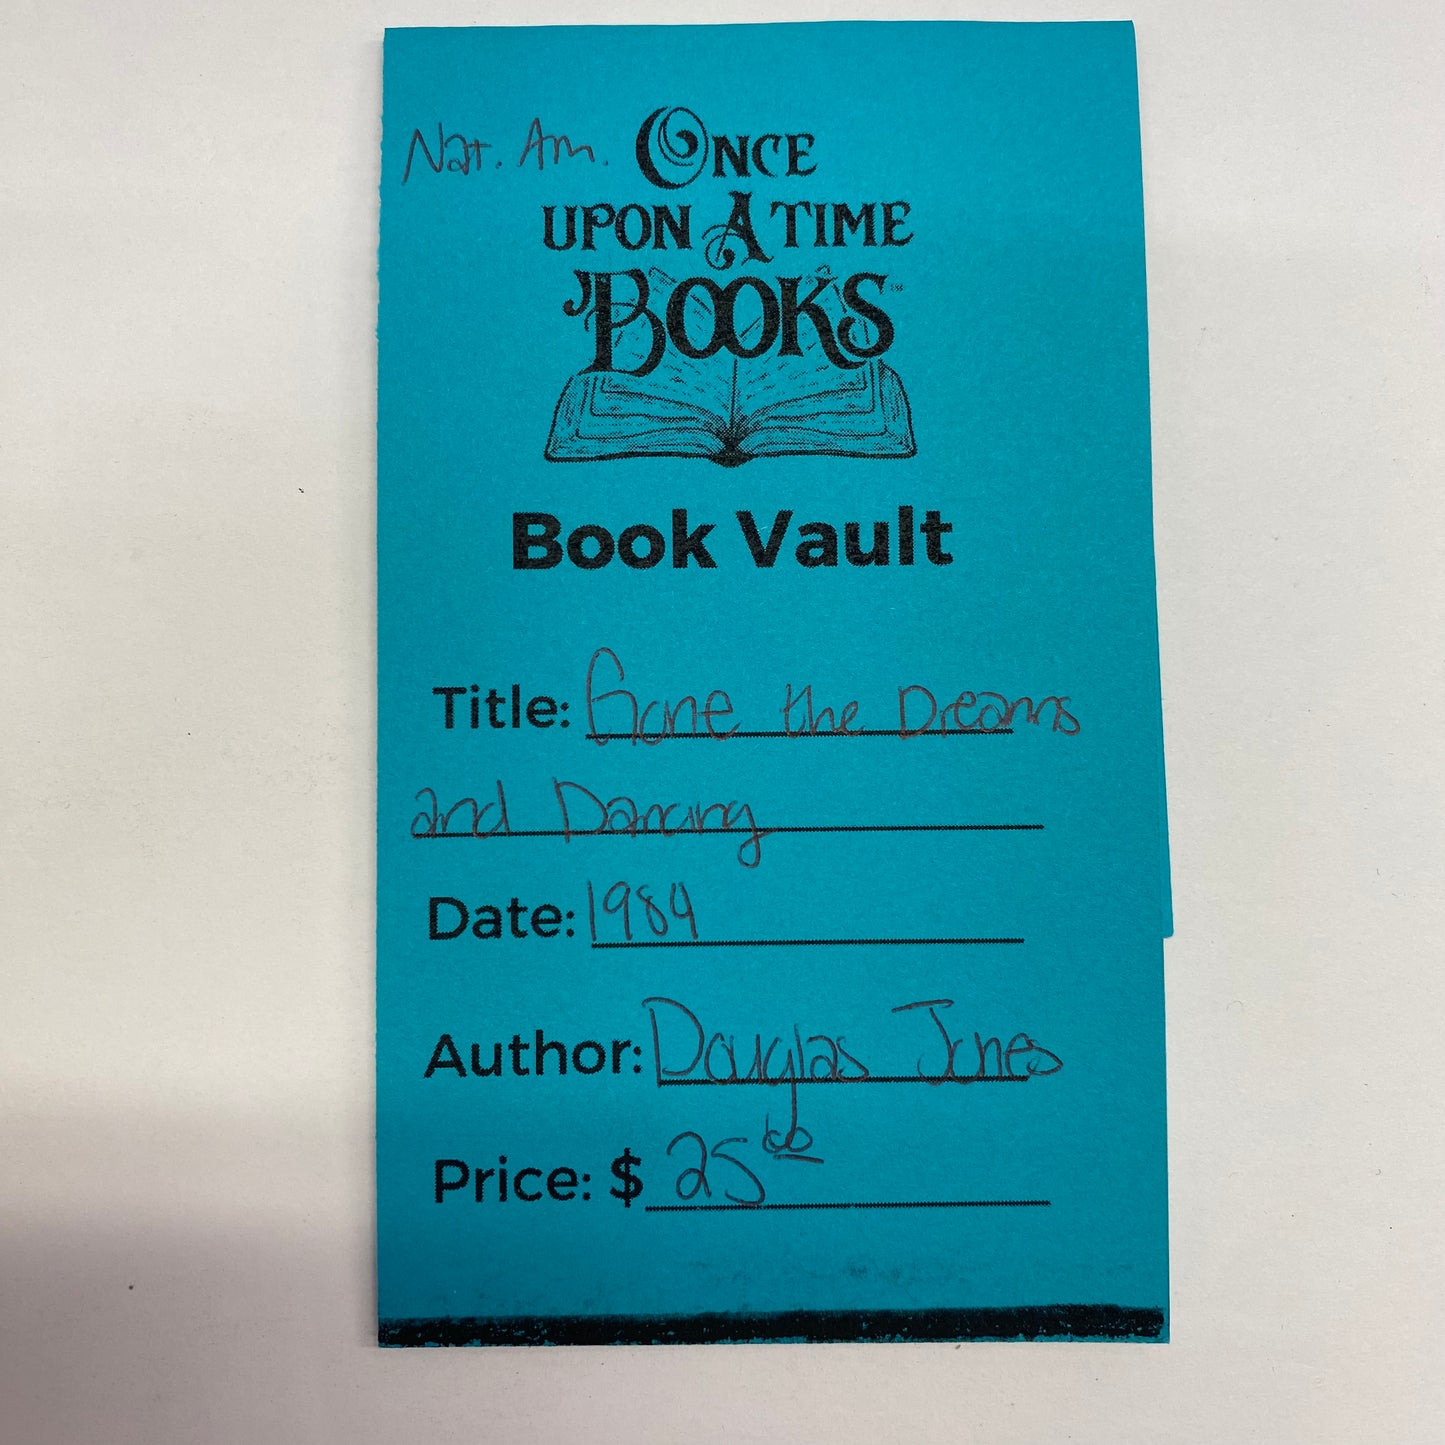 Nat. Am.
ONCE
UPON A TIME
BOOKS
Book Vault
Title: Gone the Dreams
and Dancing
Date: 1984
Author: Douglas Jones
Price: $ 25 00